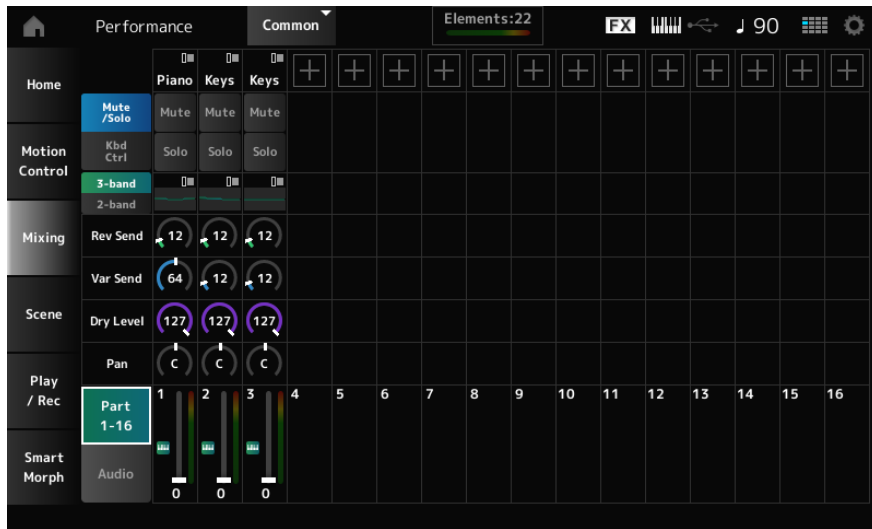 Performance
Common
Elements:22
FX
♩ 90
Home
Motion
Control
Mixing
Scene
Play
/ Rec
Smart
Morph
Piano Keys Keys
Mute
/Solo
Mute Mute Mute
Kbd
Ctrl
Solo Solo Solo
3-band
2-band
Rev Send 12 12 12
Var Send 64 12 12
Dry Level 127 127 127
Pan C C C
Part
1-16
1 2 3 4 5 6 7 8 9 10 11 12 13 14 15 16
Audio
0 0 0